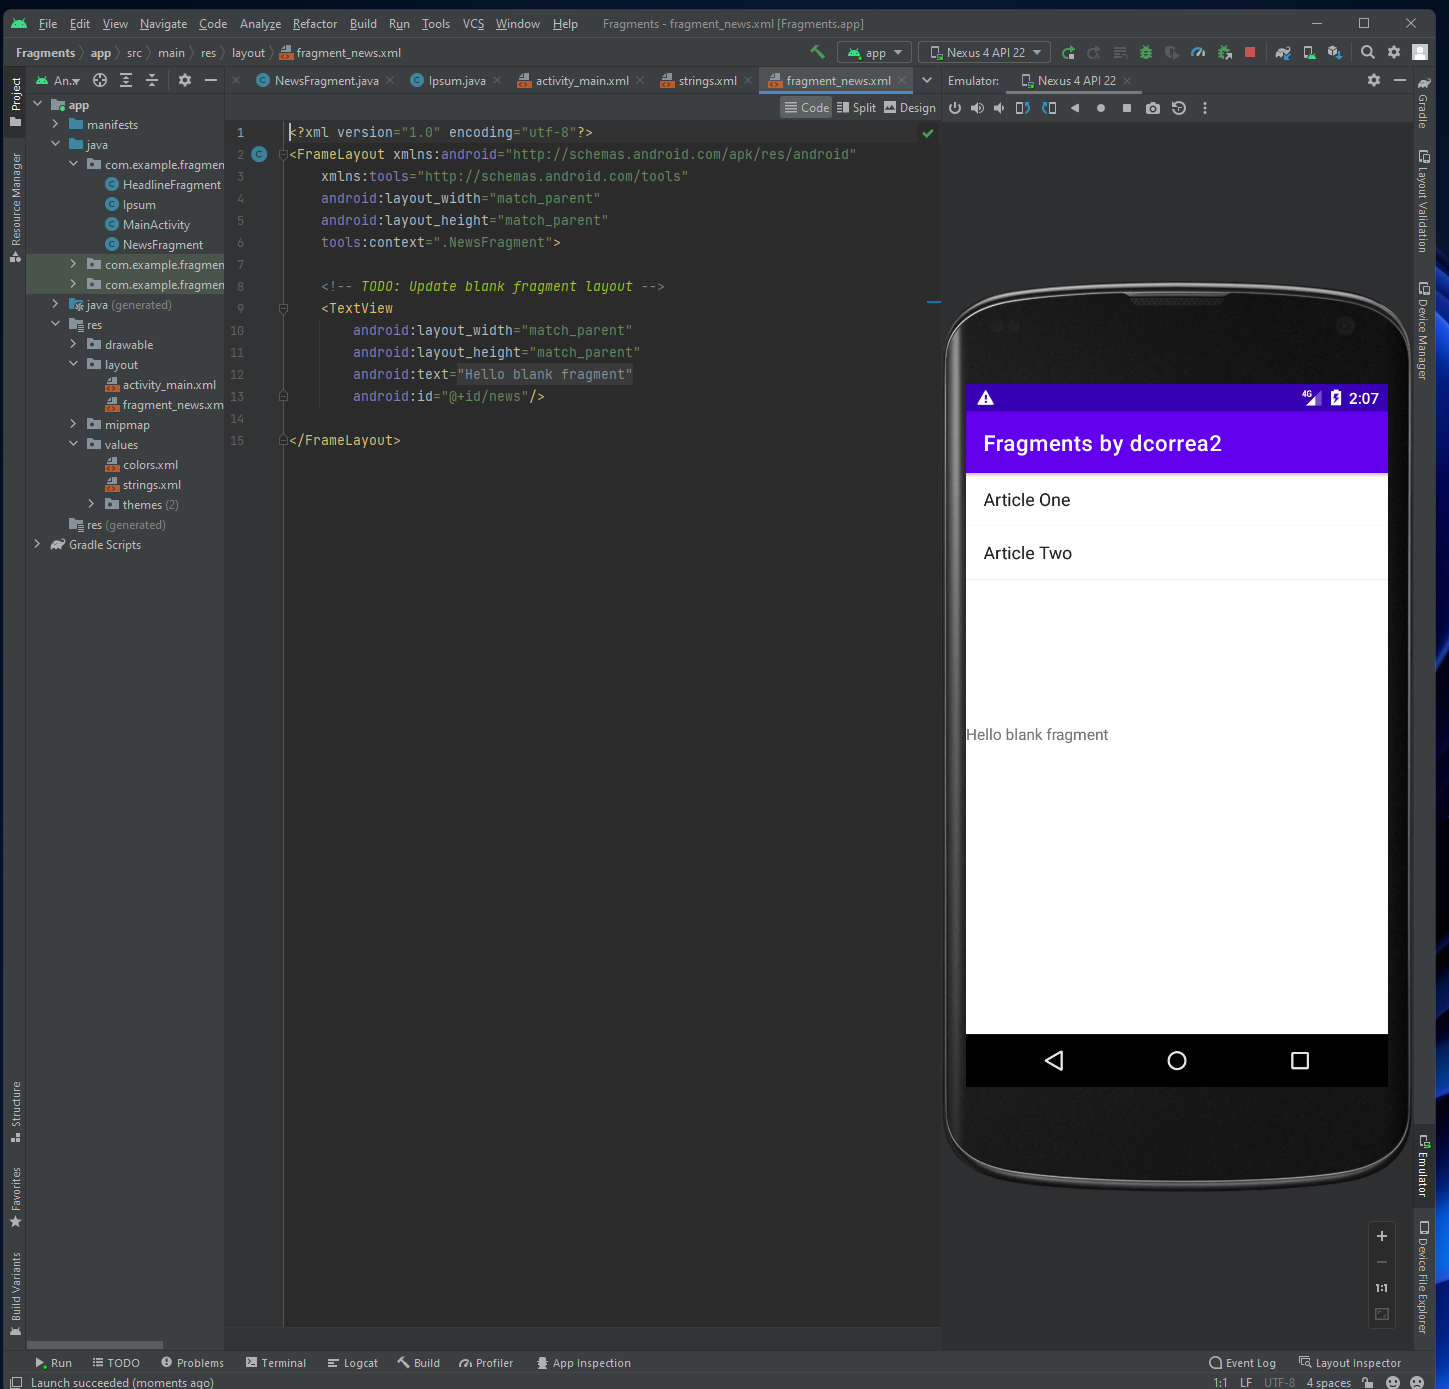 File Edit View Navigate Code Analyze Refactor Build Run Tools VCS Window Help Fragments - fragment_news.xml [Fragments.app]
Fragments app src main res layout fragment_news.xml app Nexus 4 API 22
An... NewsFragment.java Ipsum.java activity_main.xml strings.xml fragment_news.xml Emulator: Nexus 4 API 22
Code Split Design
Project
Resource Manager
Structure
Favorites
Build Variants
app
manifests
java
com.example.fragmen
HeadlineFragment
Ipsum
MainActivity
NewsFragment
com.example.fragmen
com.example.fragmen
java (generated)
res
drawable
layout
activity_main.xml
fragment_news.xm
mipmap
values
colors.xml
strings.xml
themes (2)
res (generated)
Gradle Scripts
1 <?xml version="1.0" encoding="utf-8"?>
2 <FrameLayout xmlns:android="http://schemas.android.com/apk/res/android"
3 xmlns:tools="http://schemas.android.com/tools"
4 android:layout_width="match_parent"
5 android:layout_height="match_parent"
6 tools:context=".NewsFragment">
7
8 <!-- TODO: Update blank fragment layout -->
9 <TextView
10 android:layout_width="match_parent"
11 android:layout_height="match_parent"
12 android:text="Hello blank fragment"
13 android:id="@+id/news"/>
14
15 </FrameLayout>
4G 2:07
Fragments by dcorrea2
Article One
Article Two
Hello blank fragment
1:1
Gradle
Layout Validation
Device Manager
Emulator
Device File Explorer
Run TODO Problems Terminal Logcat Build Profiler App Inspection Event Log Layout Inspector
Launch succeeded (moments ago) 1:1 LF UTF-8 4 spaces